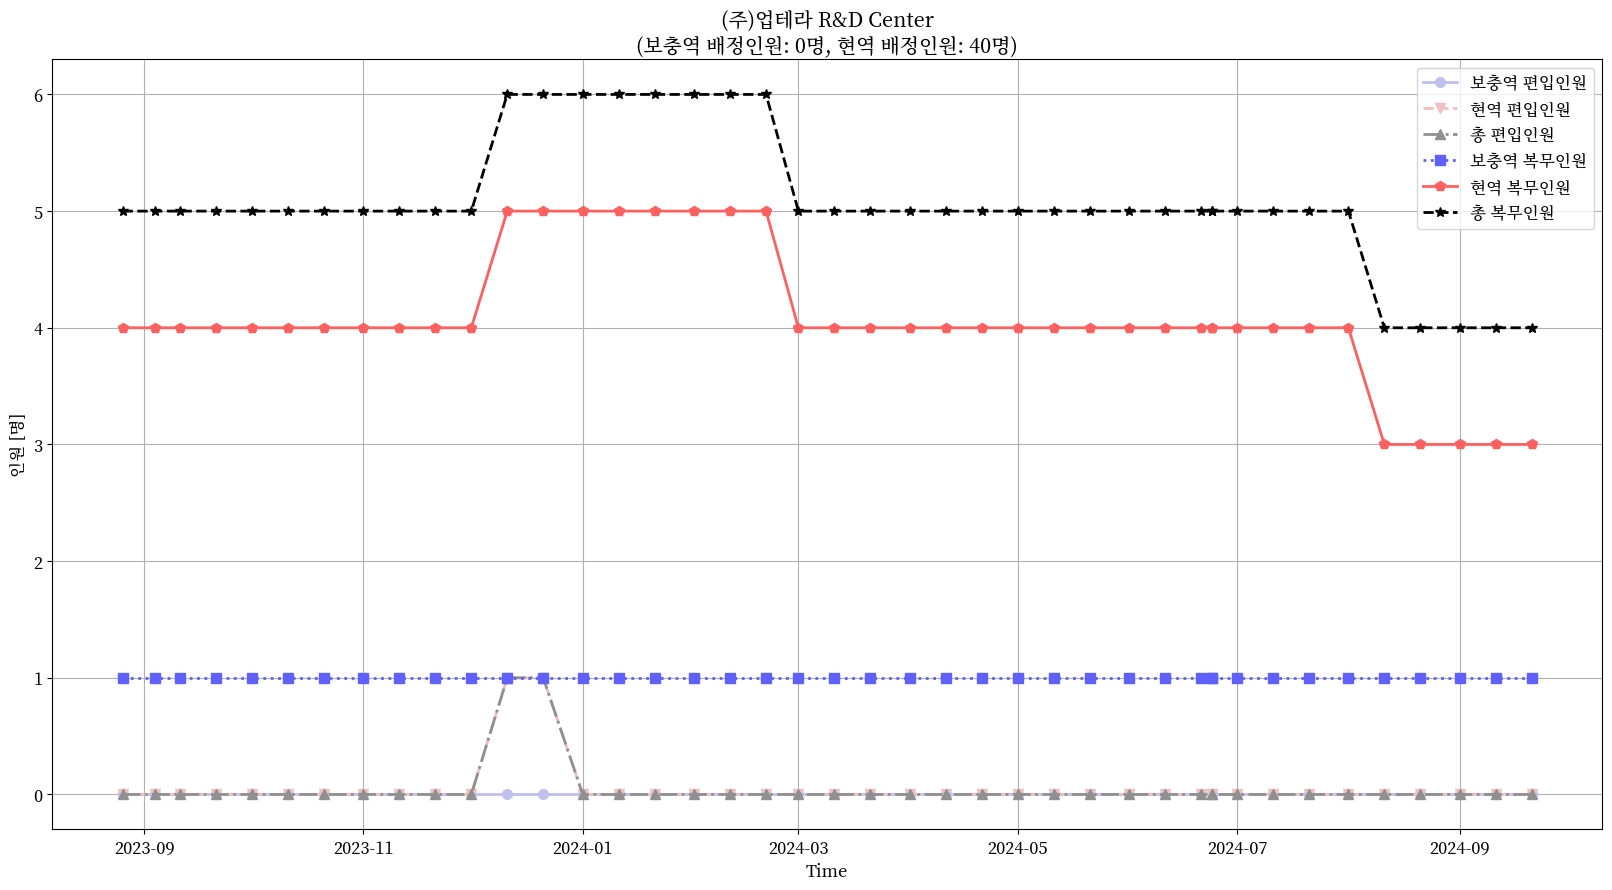 (주)업테라 R&D Center
(보충역 배정인원: 0명, 현역 배정인원: 40명)
보충역 편입인원
현역 편입인원
총 편입인원
보충역 복무인원
현역 복무인원
총 복무인원
인원 [명]
6
5
4
3
2
1
0
2023-09
2023-11
2024-01
2024-03
2024-05
2024-07
2024-09
Time